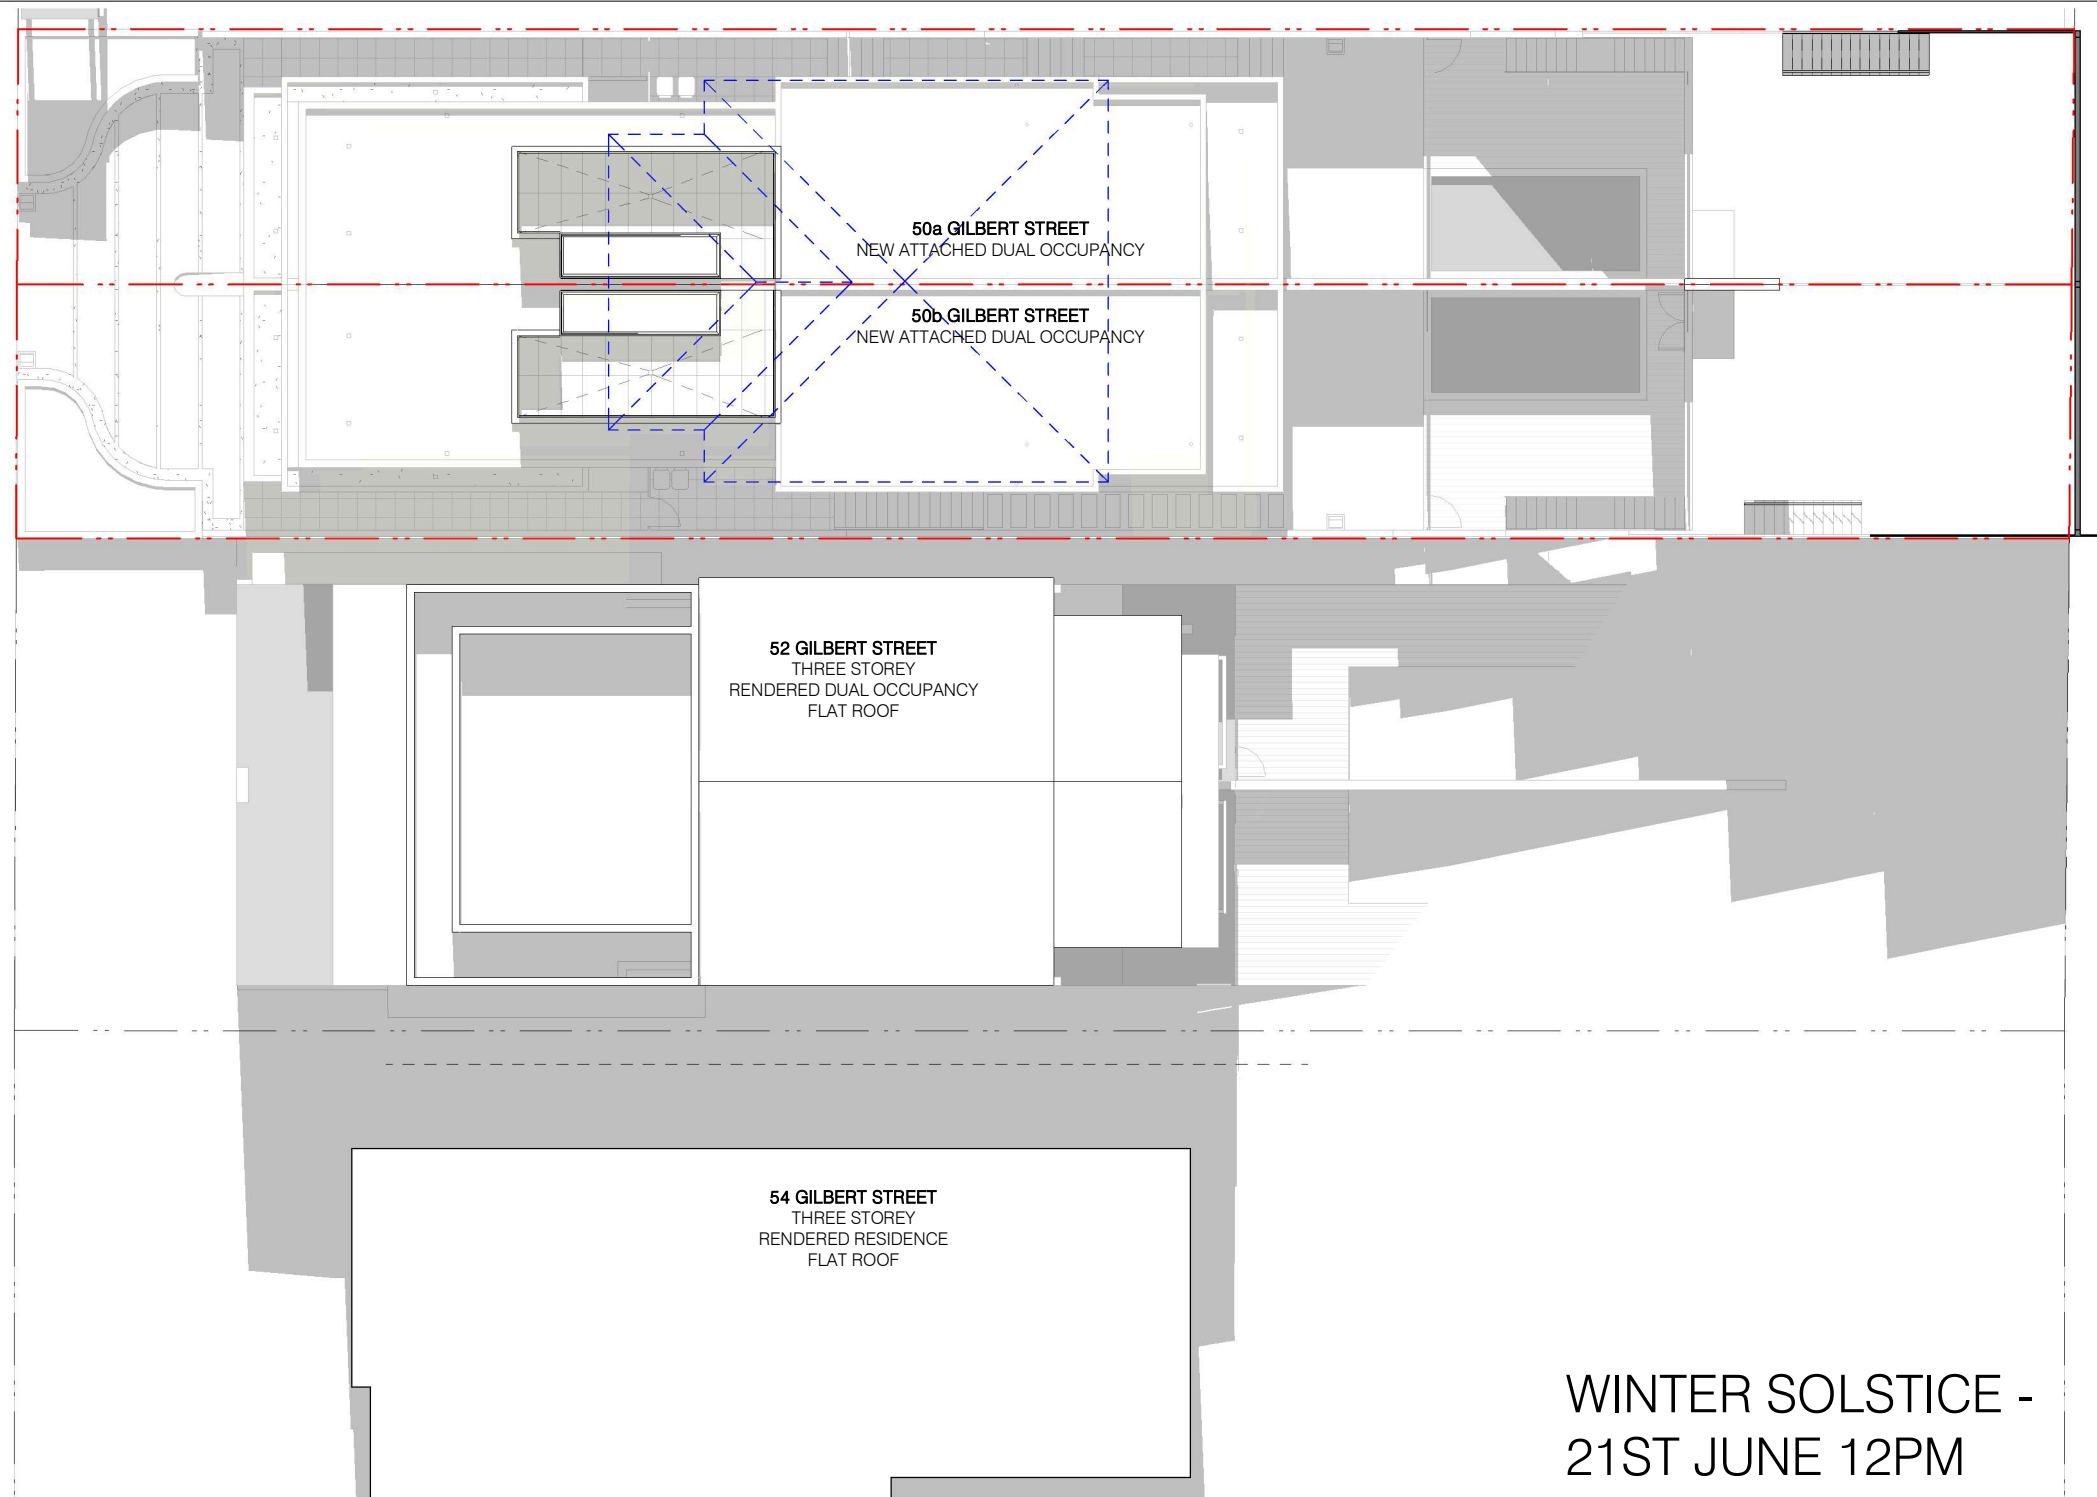 50a GILBERT STREET
NEW ATTACHED DUAL OCCUPANCY
50b GILBERT STREET
NEW ATTACHED DUAL OCCUPANCY
52 GILBERT STREET
THREE STOREY
RENDERED DUAL OCCUPANCY
FLAT ROOF
54 GILBERT STREET
THREE STOREY
RENDERED RESIDENCE
FLAT ROOF
WINTER SOLSTICE -
21ST JUNE 12PM